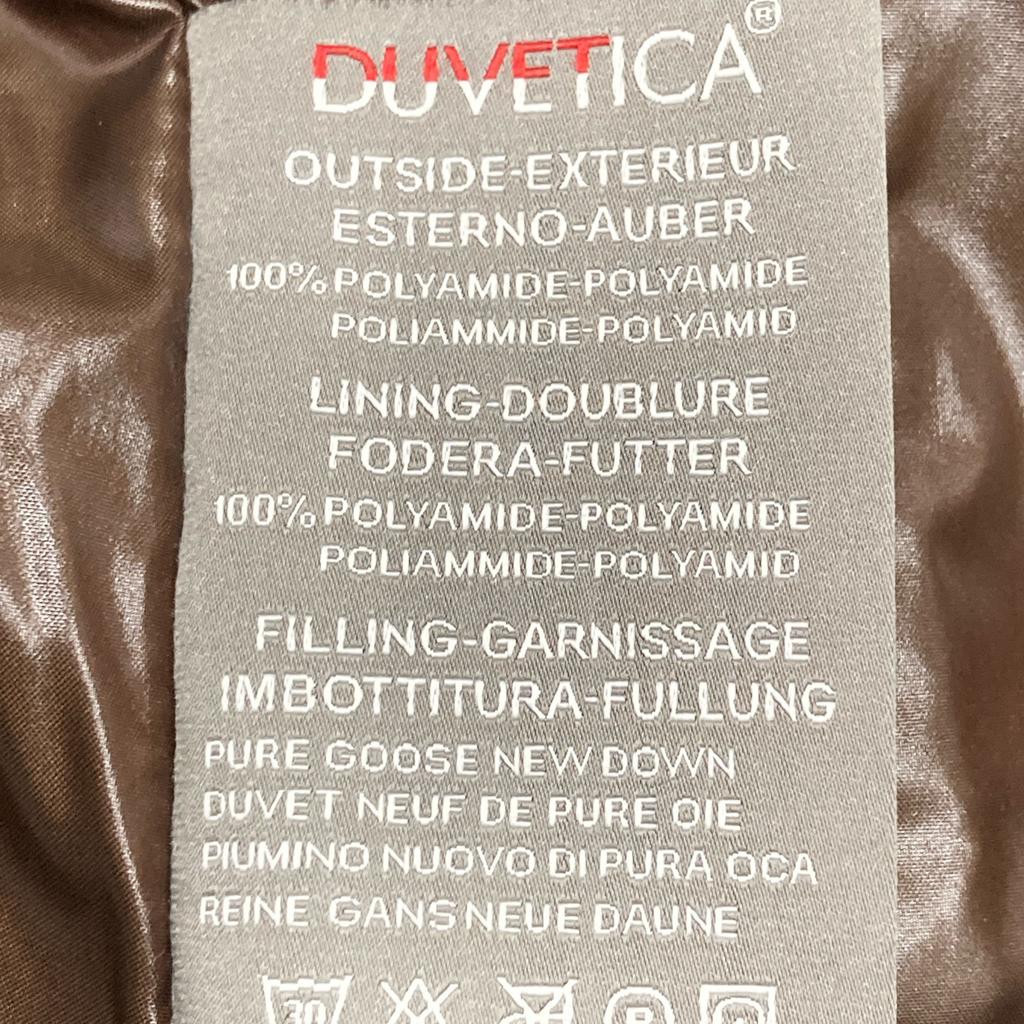 DUVETICA®
OUTSIDE-EXTERIEUR
ESTERNO-AUBER
100% POLYAMIDE-POLYAMIDE
POLIAMMIDE-POLYAMID
LINING-DOUBLURE
FODERA-FUTTER
100% POLYAMIDE-POLYAMIDE
POLIAMMIDE-POLYAMID
FILLING-GARNISSAGE
IMBOTTITURA-FULLUNG
PURE GOOSE NEW DOWN
DUVET NEUF DE PURE OIE
PIUMINO NUOVO DI PURA OCA
REINE GANS NEUE DAUNE
30 P